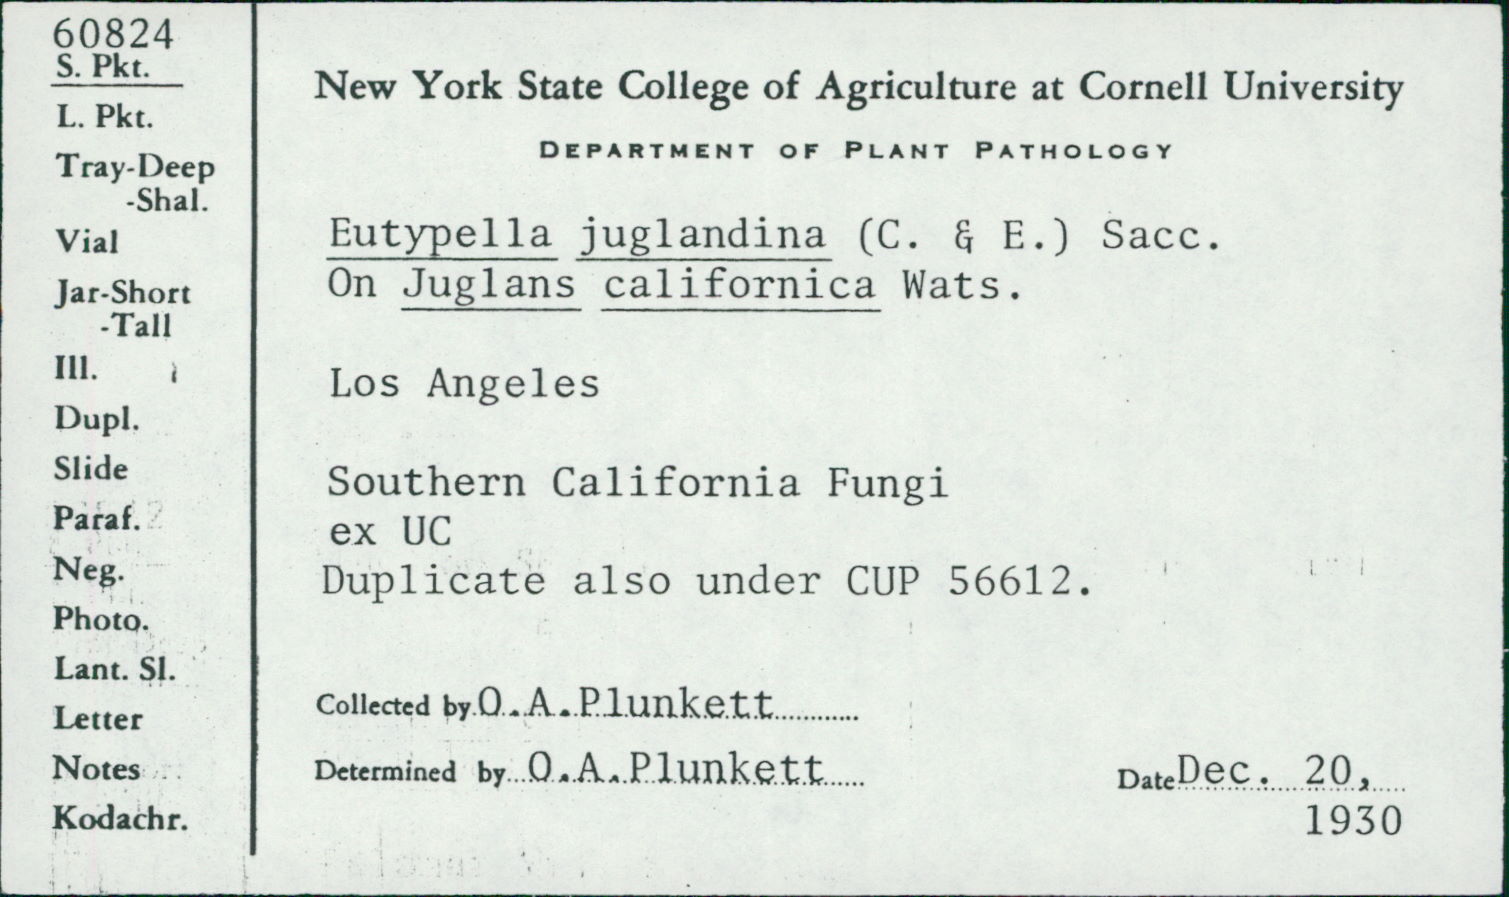 60824
S. Pkt.
L. Pkt.
Tray-Deep
-Shal.
Vial
Jar-Short
-Tall
Ill.
Dupl.
Slide
Paraf.
Neg.
Photo.
Lant. Sl.
Letter
Notes
Kodachr.
New York State College of Agriculture at Cornell University
DEPARTMENT OF PLANT PATHOLOGY
Eutypella juglandina (C. & E.) Sacc.
On Juglans californica Wats.
Los Angeles
Southern California Fungi
ex UC
Duplicate also under CUP 56612.
Collected by O.A.Plunkett
Determined by O.A.Plunkett
Date Dec. 20,
1930